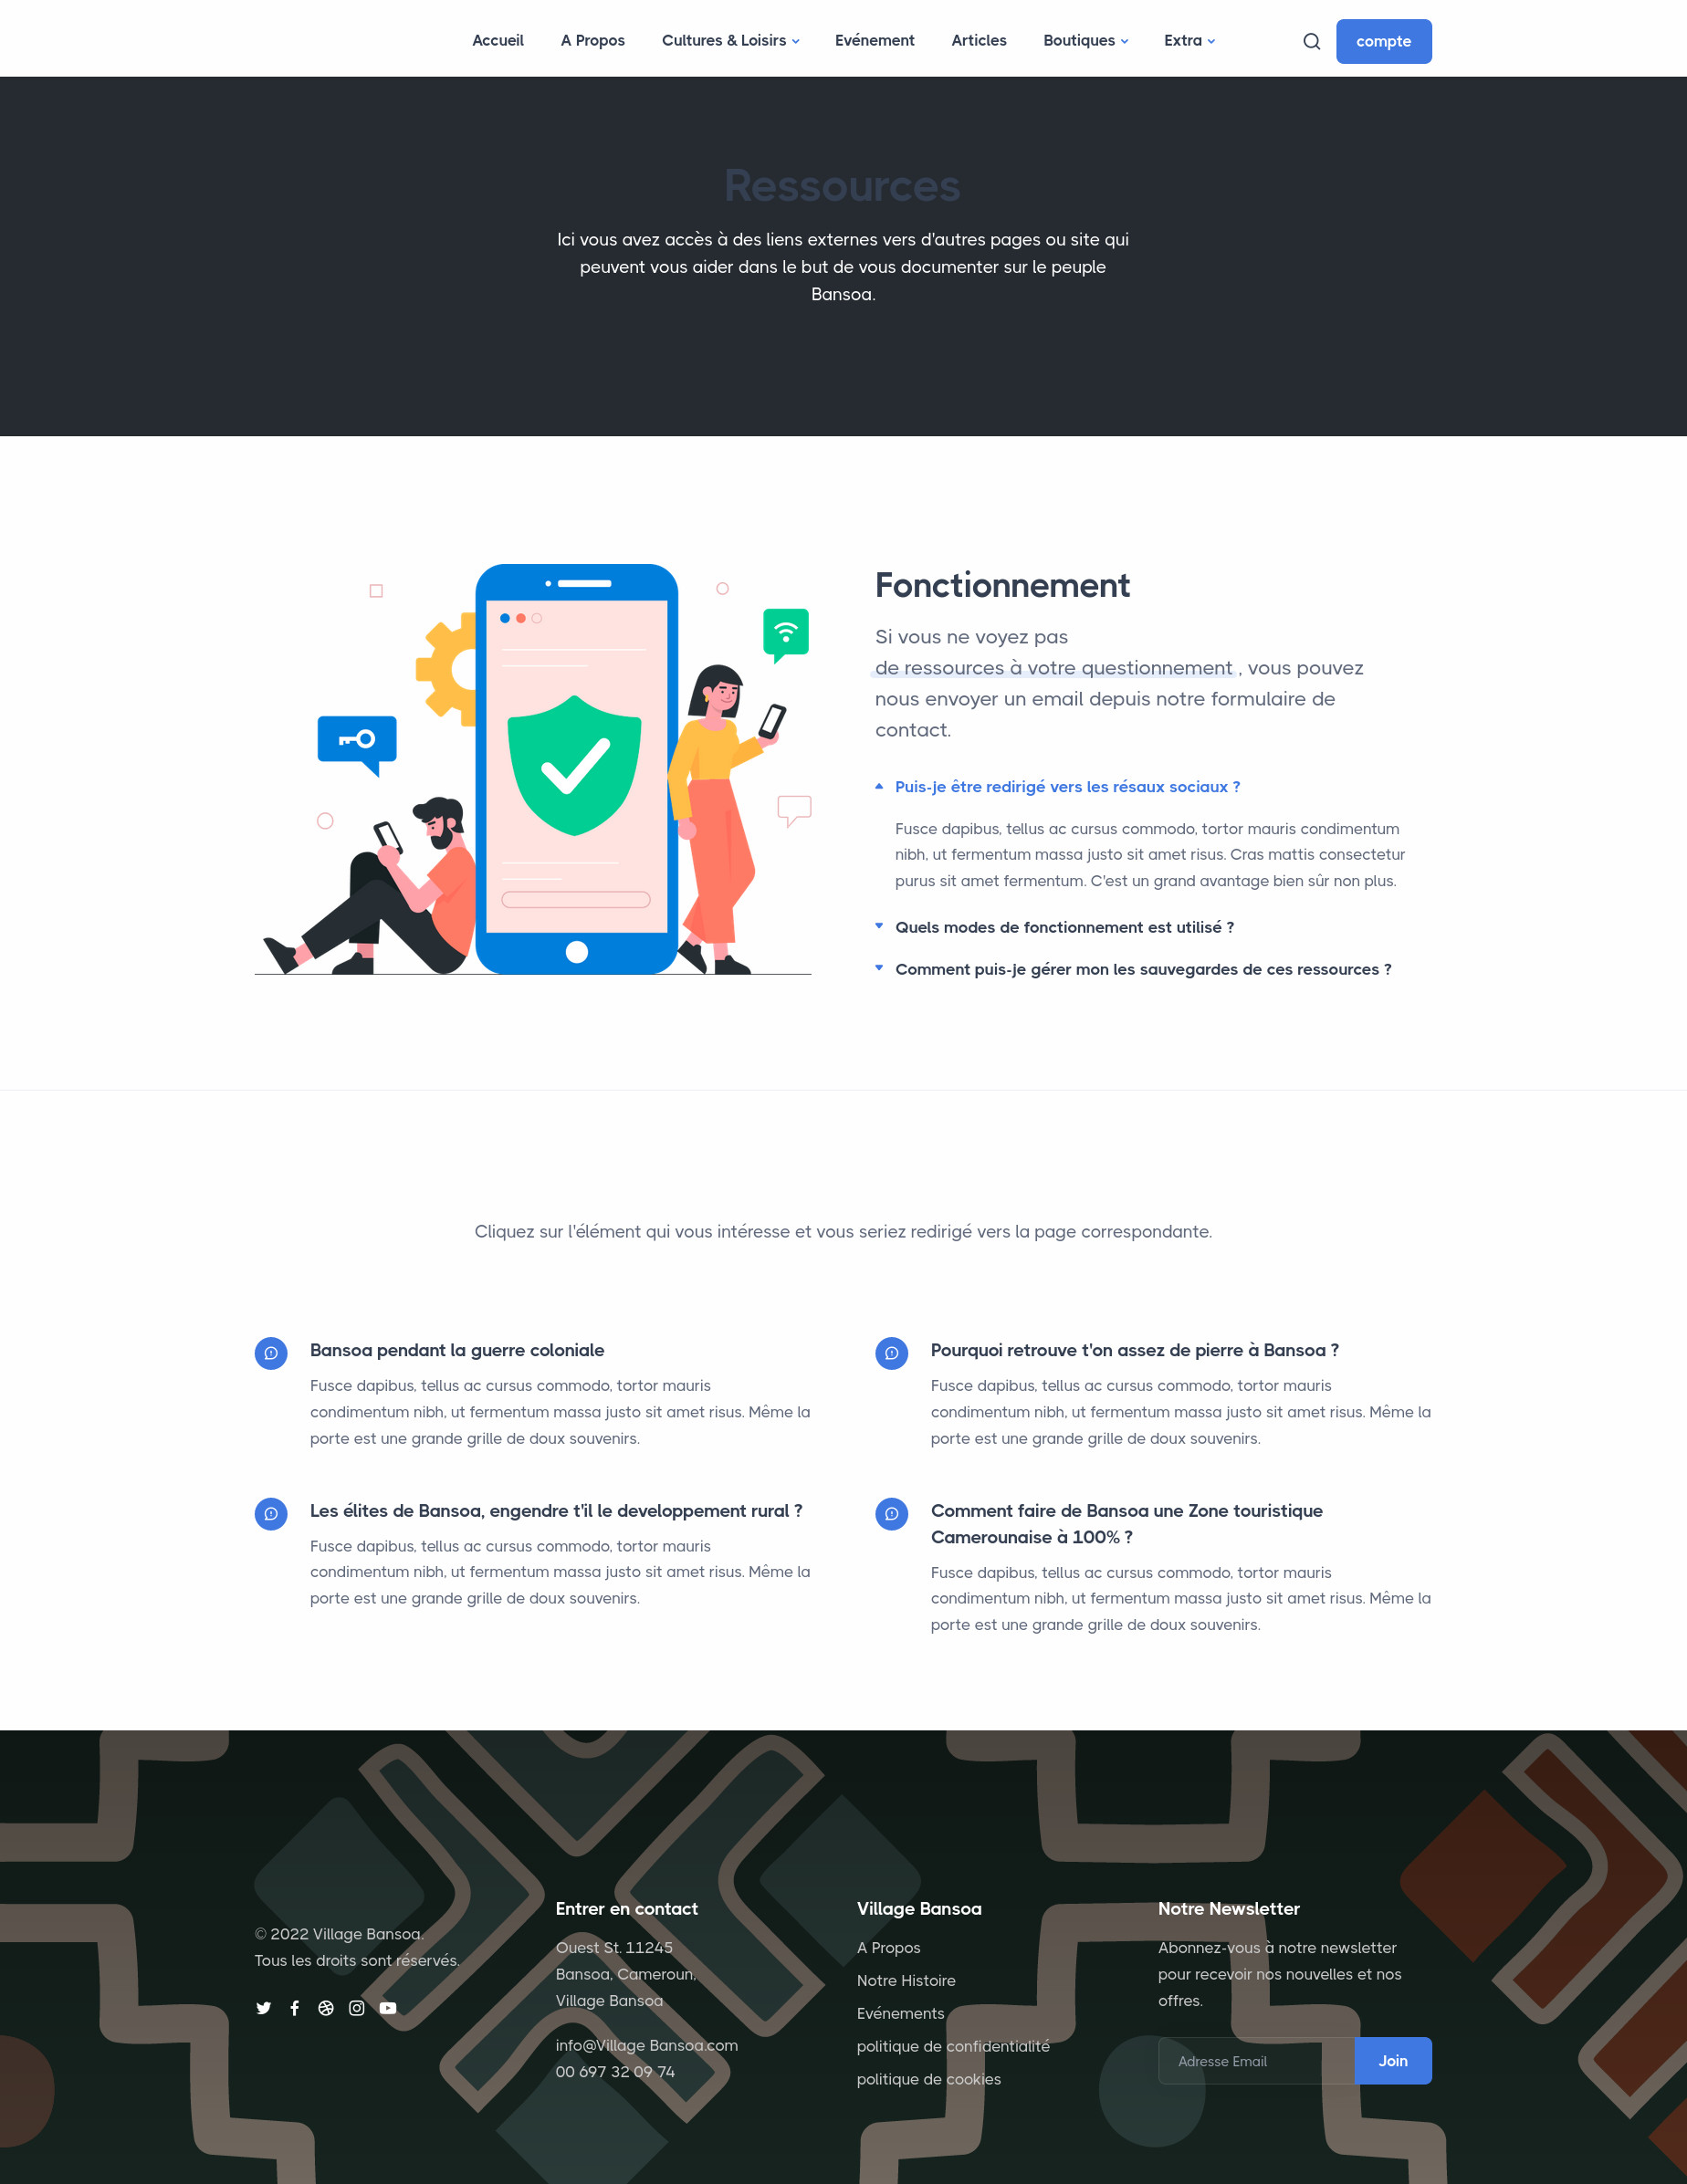 Accueil A Propos Cultures & Loisirs Evénement Articles Boutiques Extra compte
Ressources
Ici vous avez accès à des liens externes vers d'autres pages ou site qui
peuvent vous aider dans le but de vous documenter sur le peuple
Bansoa.
Fonctionnement
Si vous ne voyez pas
de ressources à votre questionnement , vous pouvez
nous envoyer un email depuis notre formulaire de
contact.
Puis-je être redirigé vers les résaux sociaux ?
Fusce dapibus, tellus ac cursus commodo, tortor mauris condimentum
nibh, ut fermentum massa justo sit amet risus. Cras mattis consectetur
purus sit amet fermentum. C'est un grand avantage bien sûr non plus.
Quels modes de fonctionnement est utilisé ?
Comment puis-je gérer mon les sauvegardes de ces ressources ?
Cliquez sur l'élément qui vous intéresse et vous seriez redirigé vers la page correspondante.
Bansoa pendant la guerre coloniale
Fusce dapibus, tellus ac cursus commodo, tortor mauris
condimentum nibh, ut fermentum massa justo sit amet risus. Même la
porte est une grande grille de doux souvenirs.
Pourquoi retrouve t'on assez de pierre à Bansoa ?
Fusce dapibus, tellus ac cursus commodo, tortor mauris
condimentum nibh, ut fermentum massa justo sit amet risus. Même la
porte est une grande grille de doux souvenirs.
Les élites de Bansoa, engendre t'il le developpement rural ?
Fusce dapibus, tellus ac cursus commodo, tortor mauris
condimentum nibh, ut fermentum massa justo sit amet risus. Même la
porte est une grande grille de doux souvenirs.
Comment faire de Bansoa une Zone touristique
Camerounaise à 100% ?
Fusce dapibus, tellus ac cursus commodo, tortor mauris
condimentum nibh, ut fermentum massa justo sit amet risus. Même la
porte est une grande grille de doux souvenirs.
© 2022 Village Bansoa.
Tous les droits sont réservés.
Entrer en contact
Ouest St. 11245
Bansoa, Cameroun,
Village Bansoa
info@Village Bansoa.com
00 697 32 09 74
Village Bansoa
A Propos
Notre Histoire
Evénements
politique de confidentialité
politique de cookies
Notre Newsletter
Abonnez-vous à notre newsletter
pour recevoir nos nouvelles et nos
offres.
Adresse Email Join